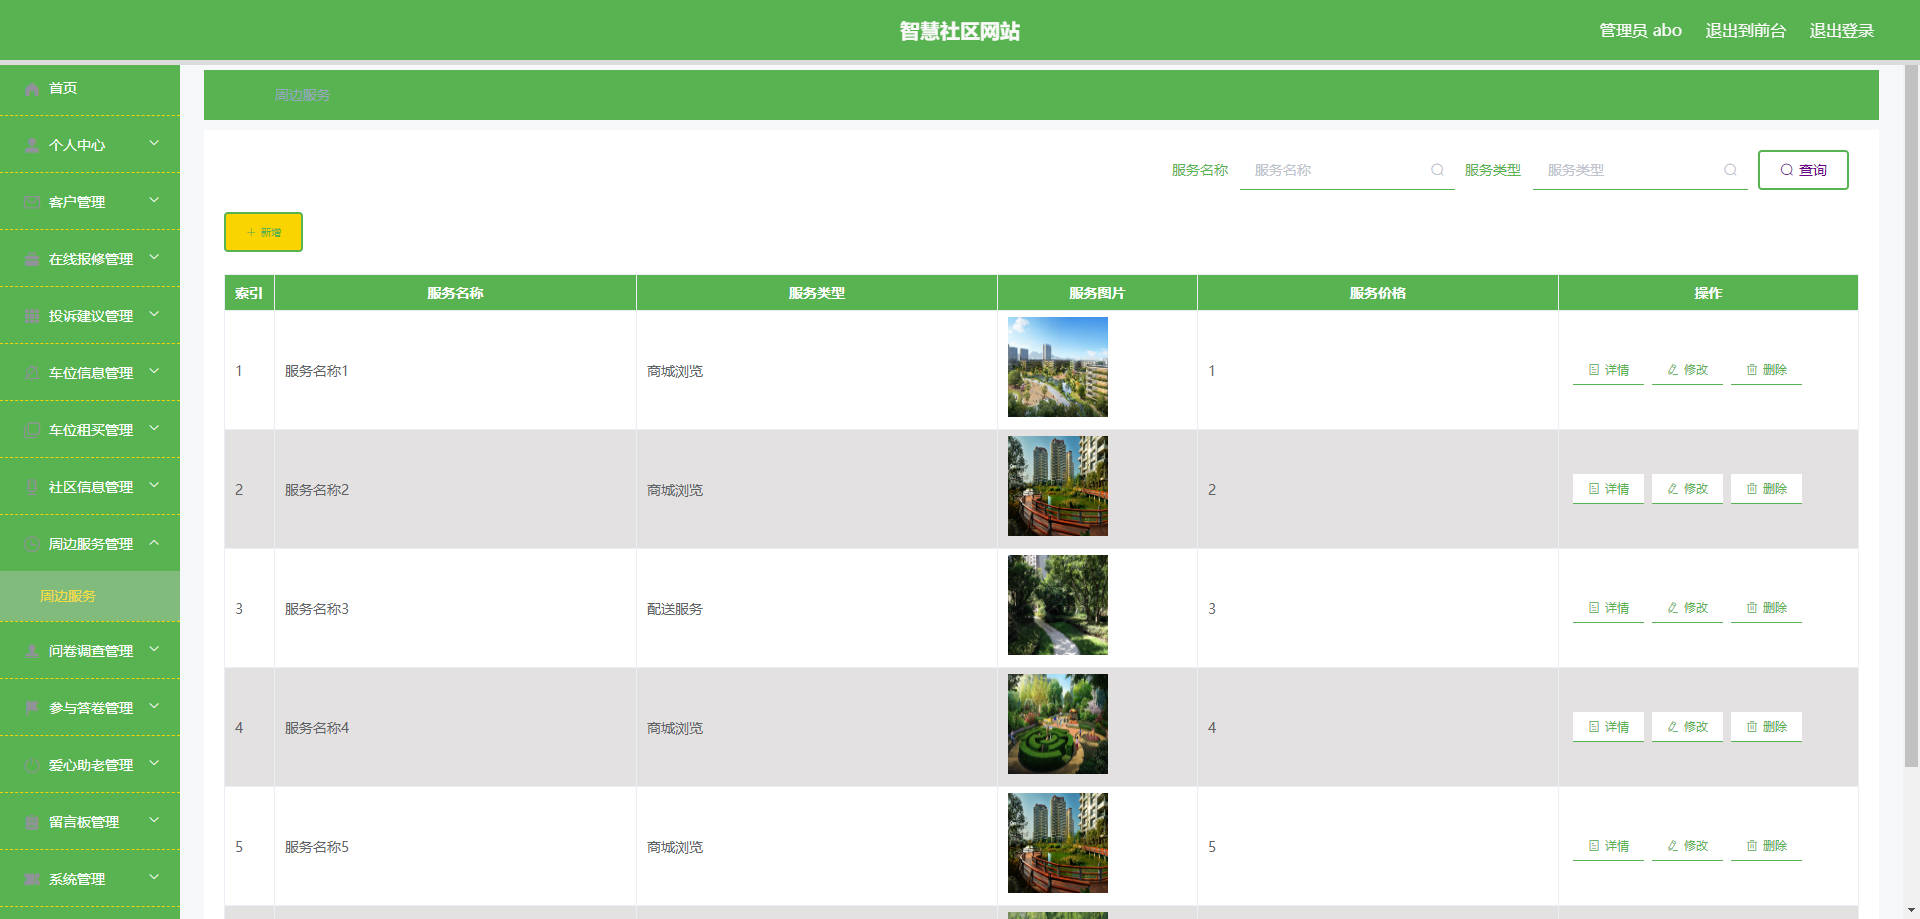 智慧社区网站
管理员 abo 退出到前台 退出登录
首页
个人中心
客户管理
在线报修管理
投诉建议管理
车位信息管理
车位租买管理
社区信息管理
周边服务管理
周边服务
问卷调查管理
参与答卷管理
爱心助老管理
留言板管理
系统管理
周边服务
服务名称 服务名称 服务类型 服务类型 查询
新增
索引 服务名称 服务类型 服务图片 服务价格 操作
1 服务名称1 商城浏览 1 详情 修改 删除
2 服务名称2 商城浏览 2 详情 修改 删除
3 服务名称3 配送服务 3 详情 修改 删除
4 服务名称4 商城浏览 4 详情 修改 删除
5 服务名称5 商城浏览 5 详情 修改 删除